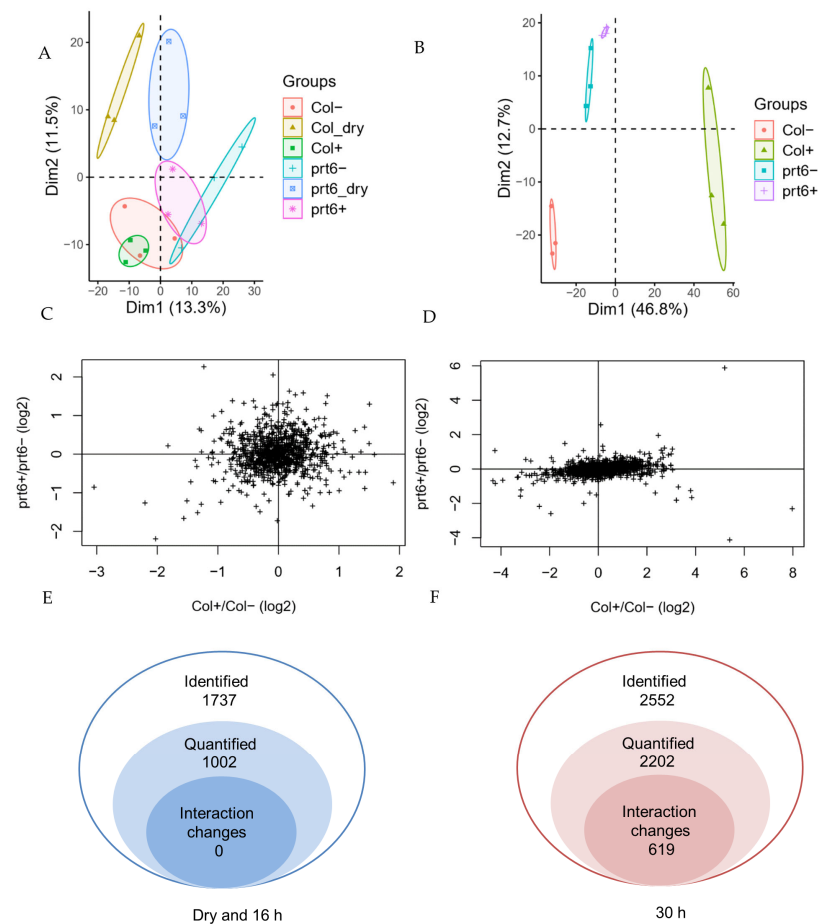 A
20
10
0
−10
Dim2 (11.5%)
−20
−10
0
10
20
30
Dim1 (13.3%)
Groups
Col−
Col_dry
Col+
prt6−
prt6_dry
prt6+
B
20
10
0
−10
−20
Dim2 (12.7%)
−20
0
20
40
60
Dim1 (46.8%)
Groups
Col−
Col+
prt6−
prt6+
C
2
1
0
−1
−2
prt6+/prt6− (log2)
−3
−2
−1
0
1
2
Col+/Col− (log2)
D
6
4
2
0
−2
−4
prt6+/prt6− (log2)
−4
−2
0
2
4
6
8
Col+/Col− (log2)
E
Identified
1737
Quantified
1002
Interaction
changes
0
Dry and 16 h
F
Identified
2552
Quantified
2202
Interaction
changes
619
30 h